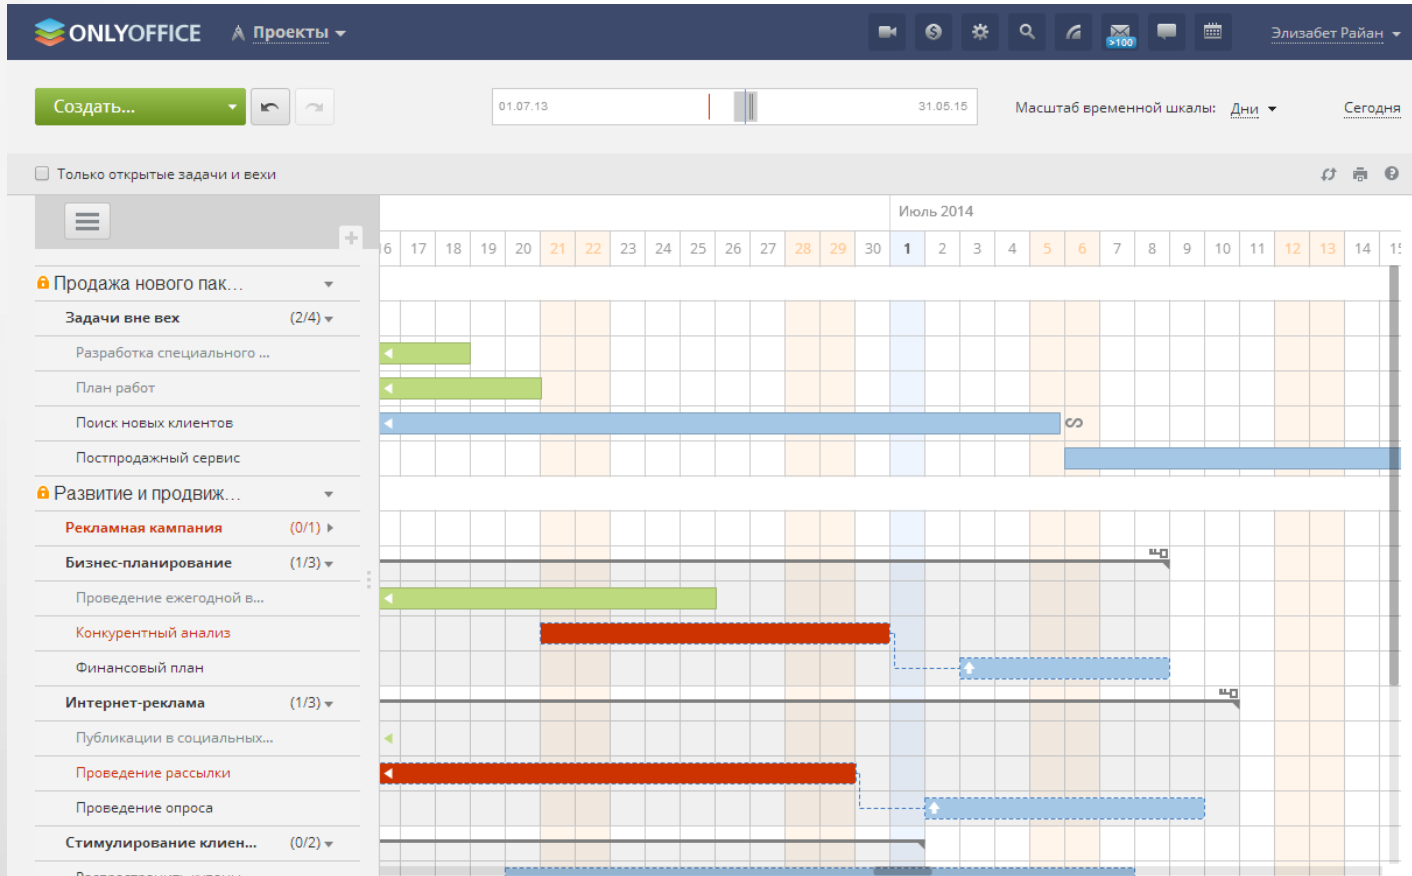 ONLYOFFICE Проекты >100 Элизабет Райан
Создать... 01.07.13 31.05.15 Масштаб временной шкалы: Дни Сегодня
Только открытые задачи и вехи
Июль 2014
17 18 19 20 21 22 23 24 25 26 27 28 29 30 1 2 3 4 5 6 7 8 9 10 11 12 13 14
Продажа нового пак...
Задачи вне вех (2/4)
Разработка специального ...
План работ
Поиск новых клиентов
Постпродажный сервис
Развитие и продвиж...
Рекламная кампания (0/1)
Бизнес-планирование (1/3)
Проведение ежегодной в...
Конкурентный анализ
Финансовый план
Интернет-реклама (1/3)
Публикации в социальных...
Проведение рассылки
Проведение опроса
Стимулирование клиен... (0/2)